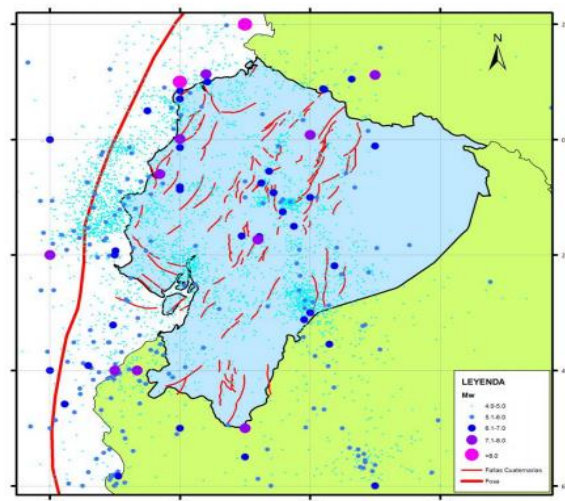 N
LEYENDA
Mw
4.0-5.0
5.1-6.0
6.1-7.0
7.1-8.0
>8.0
Fallas Cuaternarias
Fosa